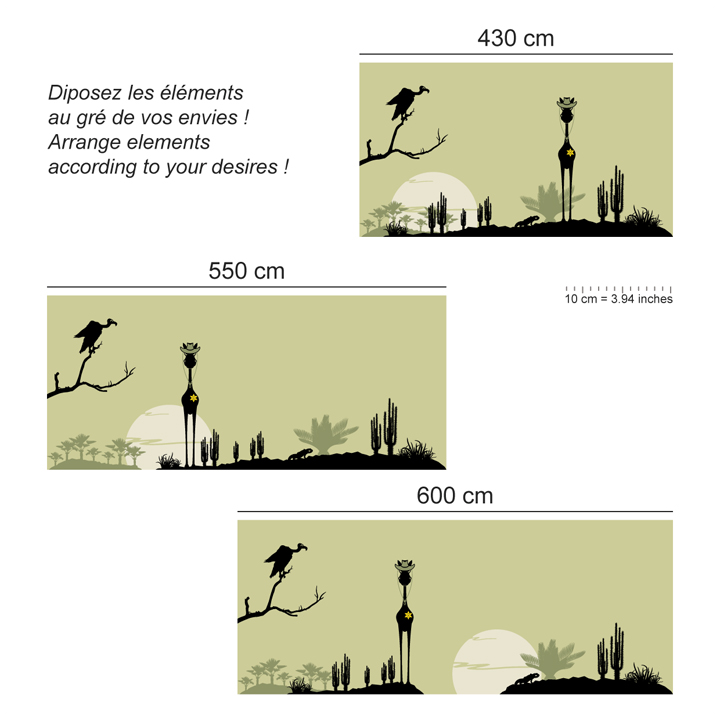 430 cm
Diposez les éléments
au gré de vos envies !
Arrange elements
according to your desires !
550 cm
10 cm = 3.94 inches
600 cm